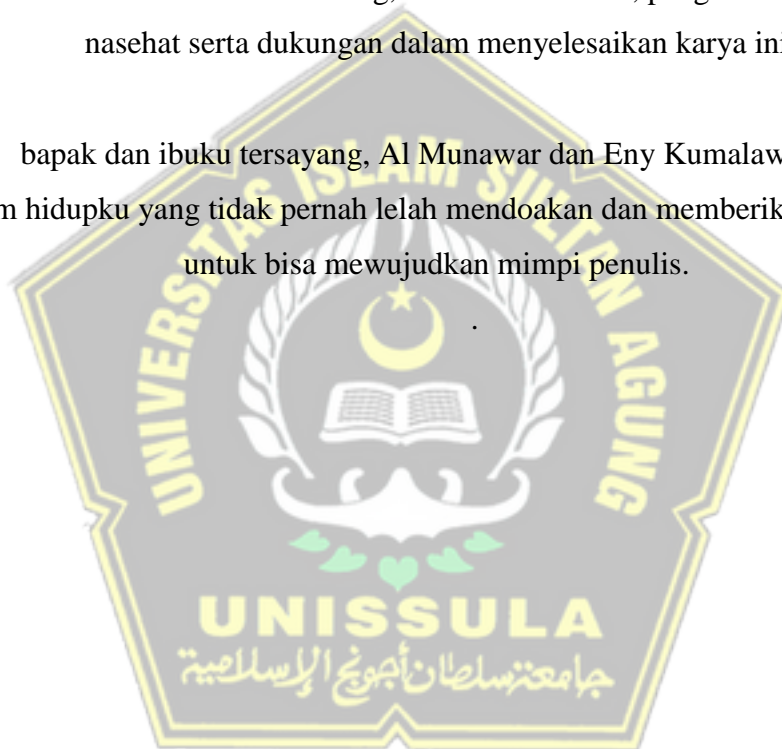 nasehat serta dukungan dalam menyelesaikan karya ini
bapak dan ibuku tersayang, Al Munawar dan Eny Kumalaw
m hidupku yang tidak pernah lelah mendoakan dan memberik
untuk bisa mewujudkan mimpi penulis.
.
UNIVERSITAS ISLAM SULTAN AGUNG
UNISSULA
جامعة سلطان أجونج الإسلامية